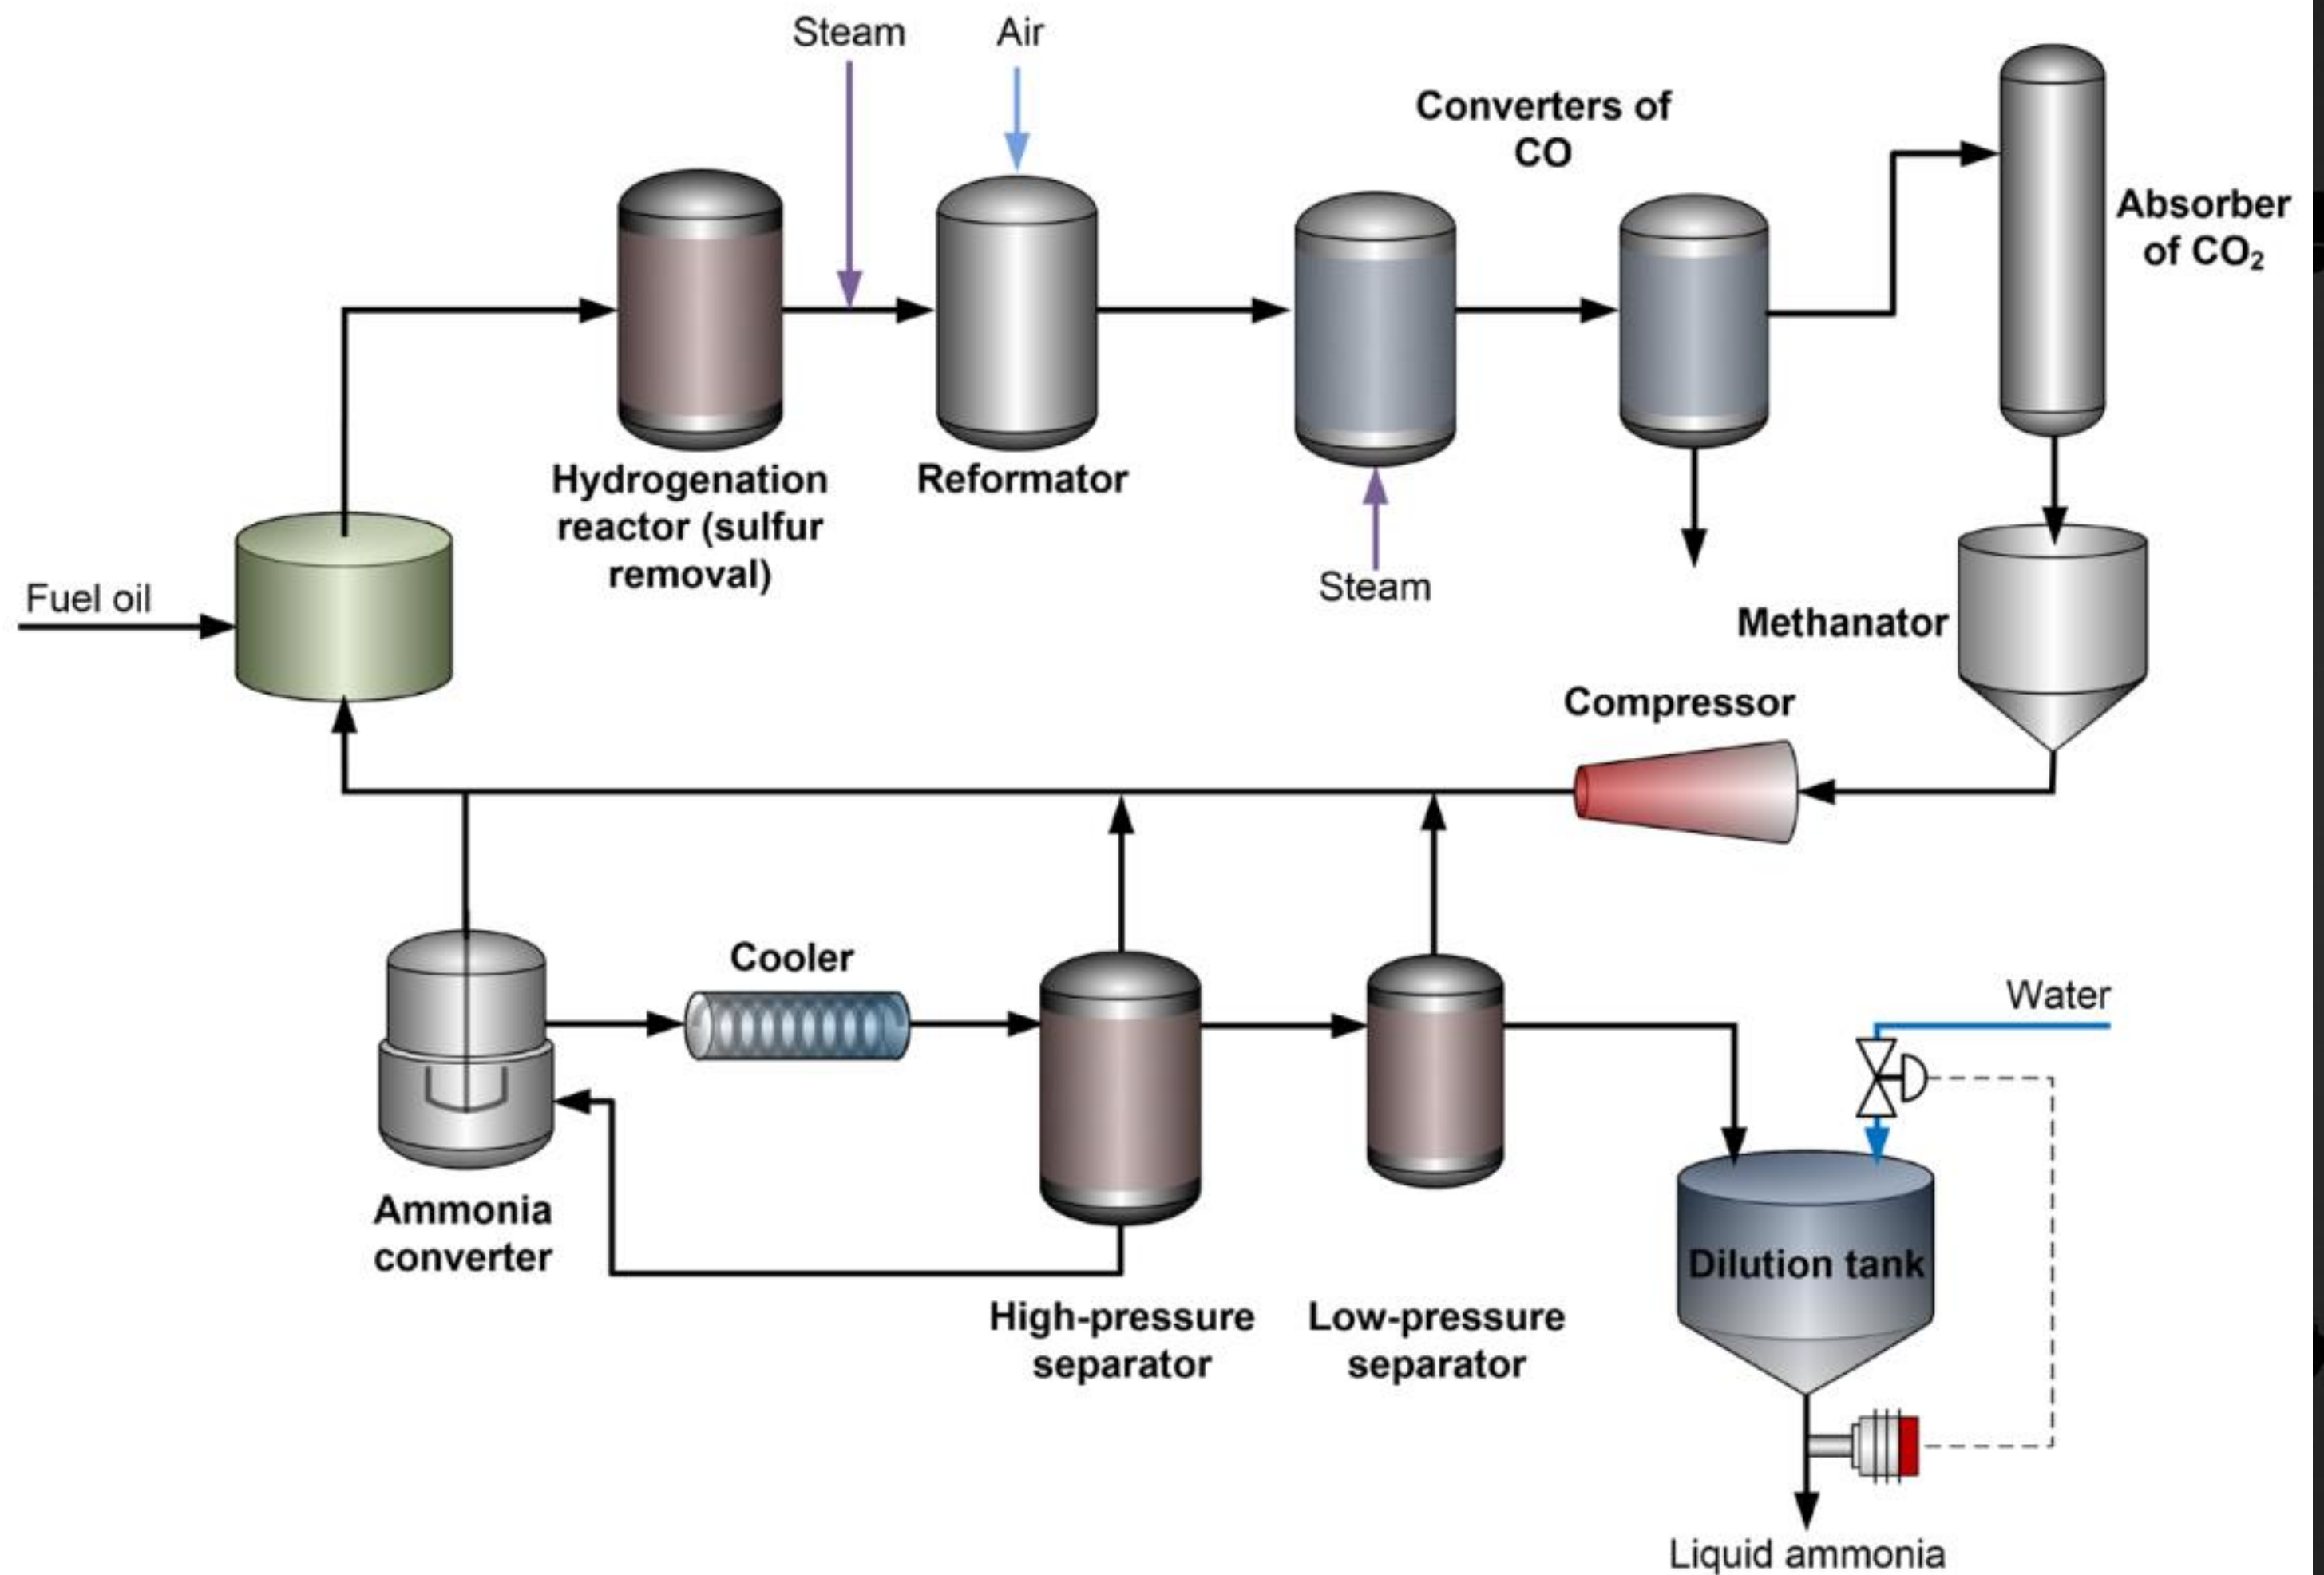 Steam
Air
Converters of
CO
Absorber
of CO₂
Hydrogenation
reactor (sulfur
removal)
Reformator
Steam
Fuel oil
Methanator
Compressor
Cooler
Water
Ammonia
converter
Dilution tank
High-pressure
separator
Low-pressure
separator
Liquid ammonia